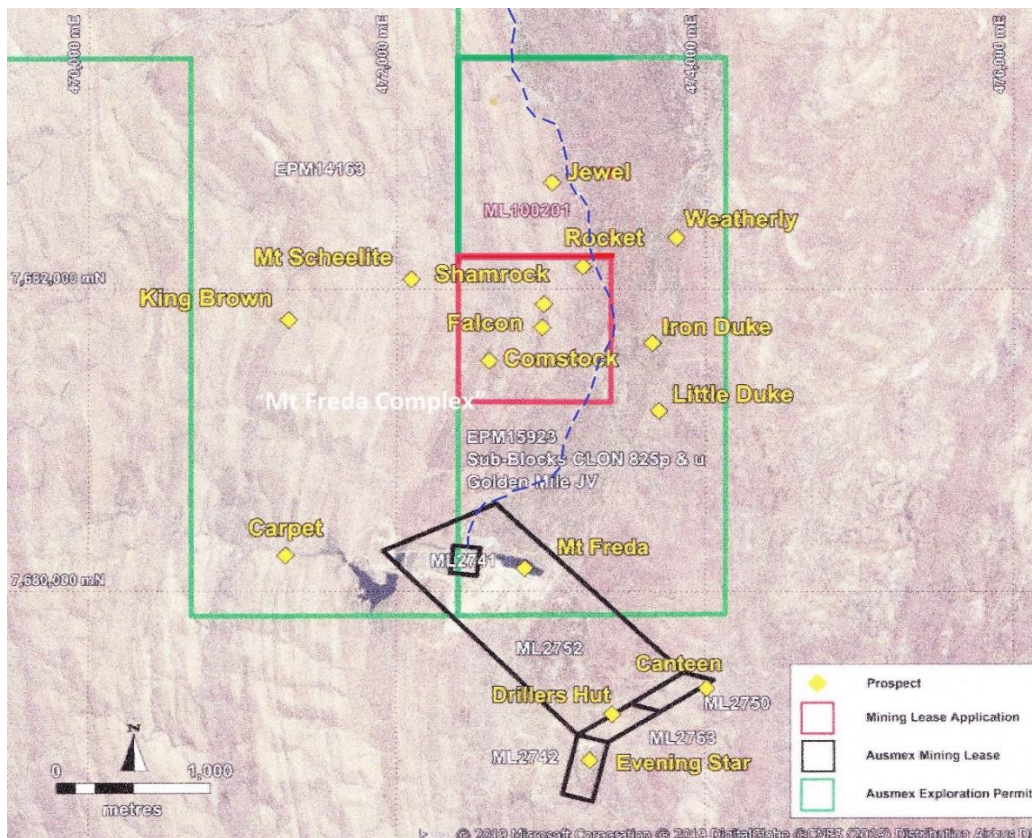 470,000 mE
472,000 mE
474,000 mE
476,000 mE
EPM14163
Jewel
ML100201
Weatherly
Rocket
Mt Scheelite
Shamrock
7,682,000 mN
King Brown
Falcon
Iron Duke
Comstock
"Mt Freda Complex"
Little Duke
EPM15923
Sub-Blocks CLON 825p & u
Golden Mile JV
Carpet
ML2741
Mt Freda
7,680,000 mN
ML2752
Canteen
Drillers Hut
ML2750
ML2763
ML2742
Evening Star
N
0
1,000
metres
Prospect
Mining Lease Application
Ausmex Mining Lease
Ausmex Exploration Permit
Microsoft Corporation
DigitalGlobe
Distribution